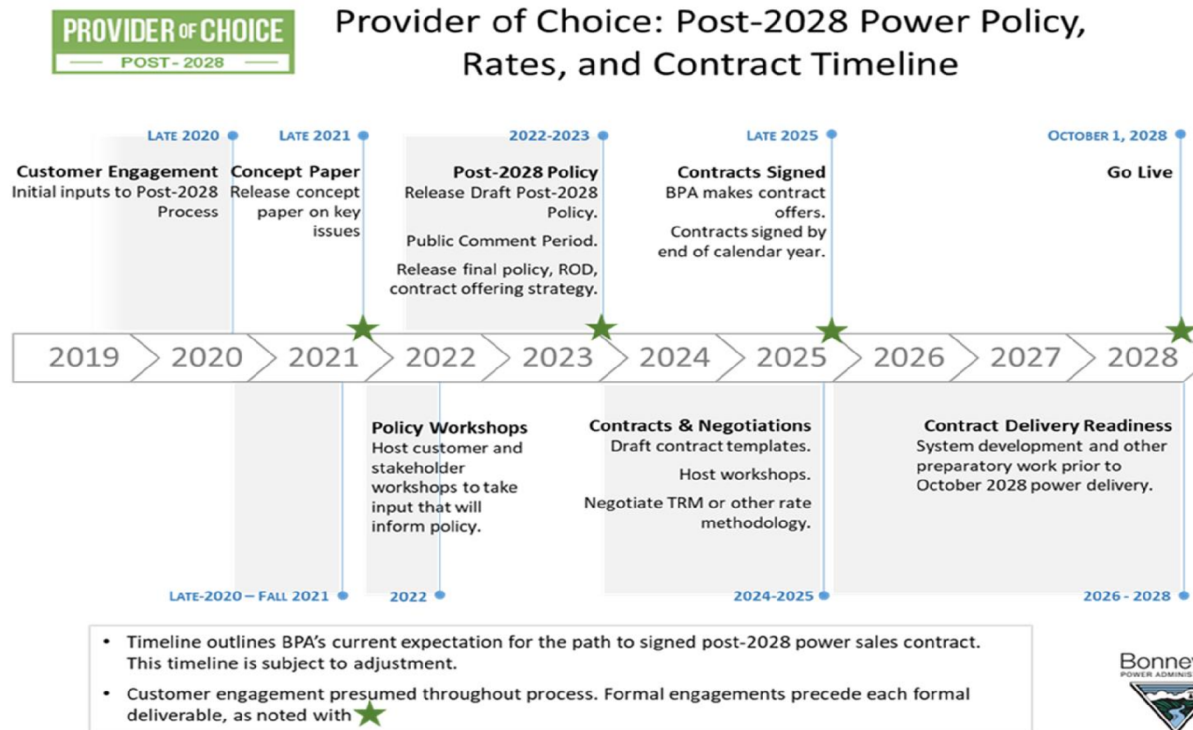 PROVIDER OF CHOICE
POST - 2028
Provider of Choice: Post-2028 Power Policy,
Rates, and Contract Timeline
LATE 2020
Customer Engagement
Initial inputs to Post-2028
Process
LATE 2021
Concept Paper
Release concept
paper on key
issues
2022-2023
Post-2028 Policy
Release Draft Post-2028
Policy.
Public Comment Period.
Release final policy, ROD,
contract offering strategy.
LATE 2025
Contracts Signed
BPA makes contract
offers.
Contracts signed by
end of calendar year.
OCTOBER 1, 2028
Go Live
2019 2020 2021 2022 2023 2024 2025 2026 2027 2028
LATE-2020 – FALL 2021
Policy Workshops
Host customer and
stakeholder
workshops to take
input that will
inform policy.
2022
Contracts & Negotiations
Draft contract templates.
Host workshops.
Negotiate TRM or other rate
methodology.
2024-2025
Contract Delivery Readiness
System development and other
preparatory work prior to
October 2028 power delivery.
2026 - 2028
• Timeline outlines BPA's current expectation for the path to signed post-2028 power sales contract.
This timeline is subject to adjustment.
• Customer engagement presumed throughout process. Formal engagements precede each formal
deliverable, as noted with